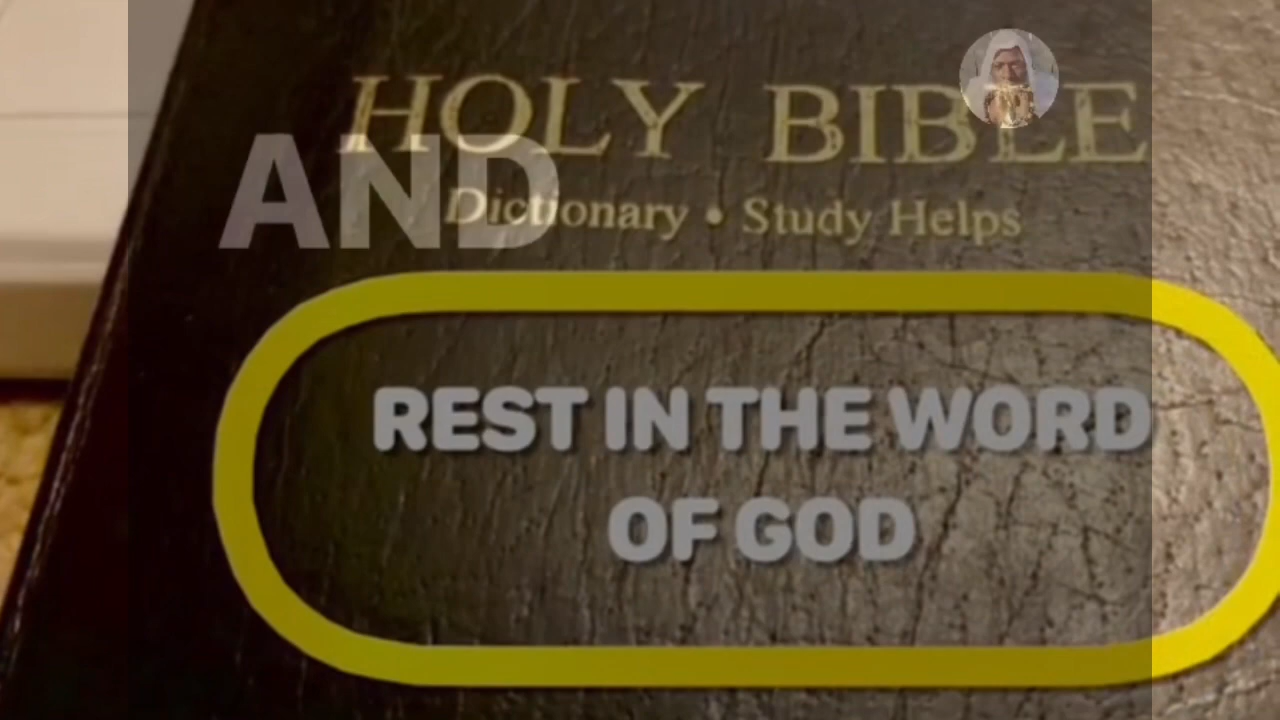 HOLY BIBLE
AND
Dictionary • Study Helps
REST IN THE WORD
OF GOD